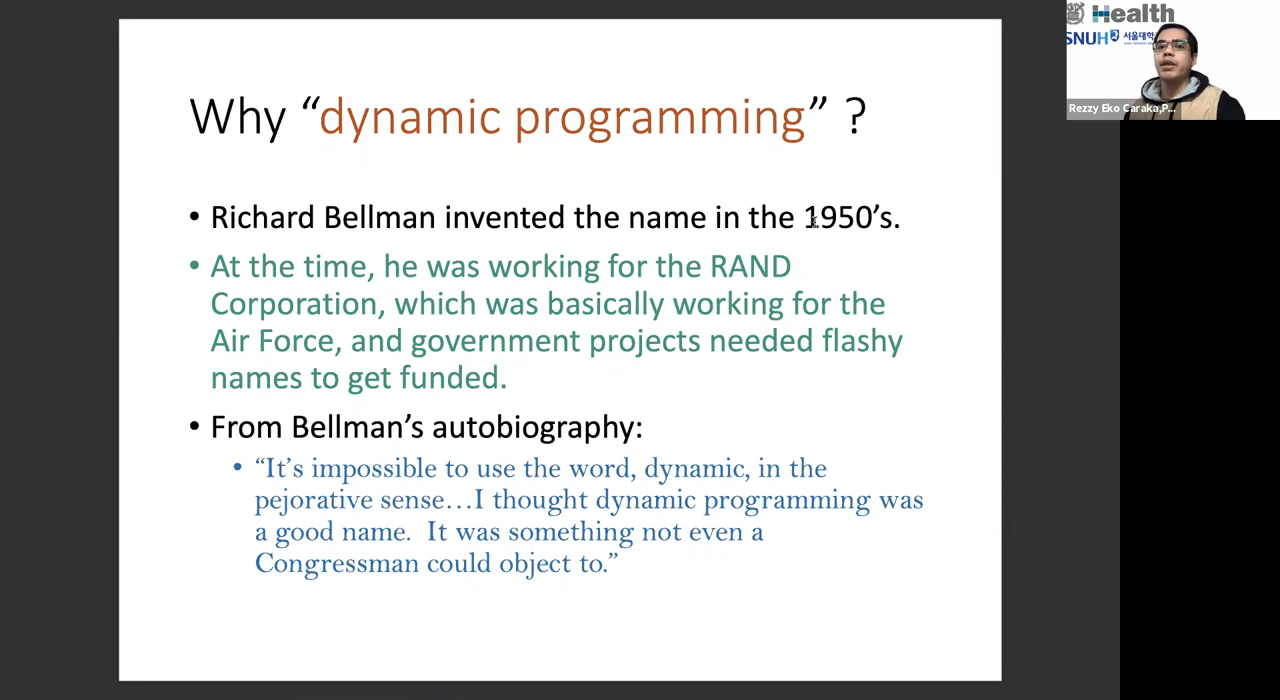 Why “dynamic programming” ?
• Richard Bellman invented the name in the 1950’s.
• At the time, he was working for the RAND
Corporation, which was basically working for the
Air Force, and government projects needed flashy
names to get funded.
• From Bellman’s autobiography:
• “It’s impossible to use the word, dynamic, in the
pejorative sense…I thought dynamic programming was
a good name.  It was something not even a
Congressman could object to.”
Health
SNUH 서울대학
Rezzy Eko Caraka,P...